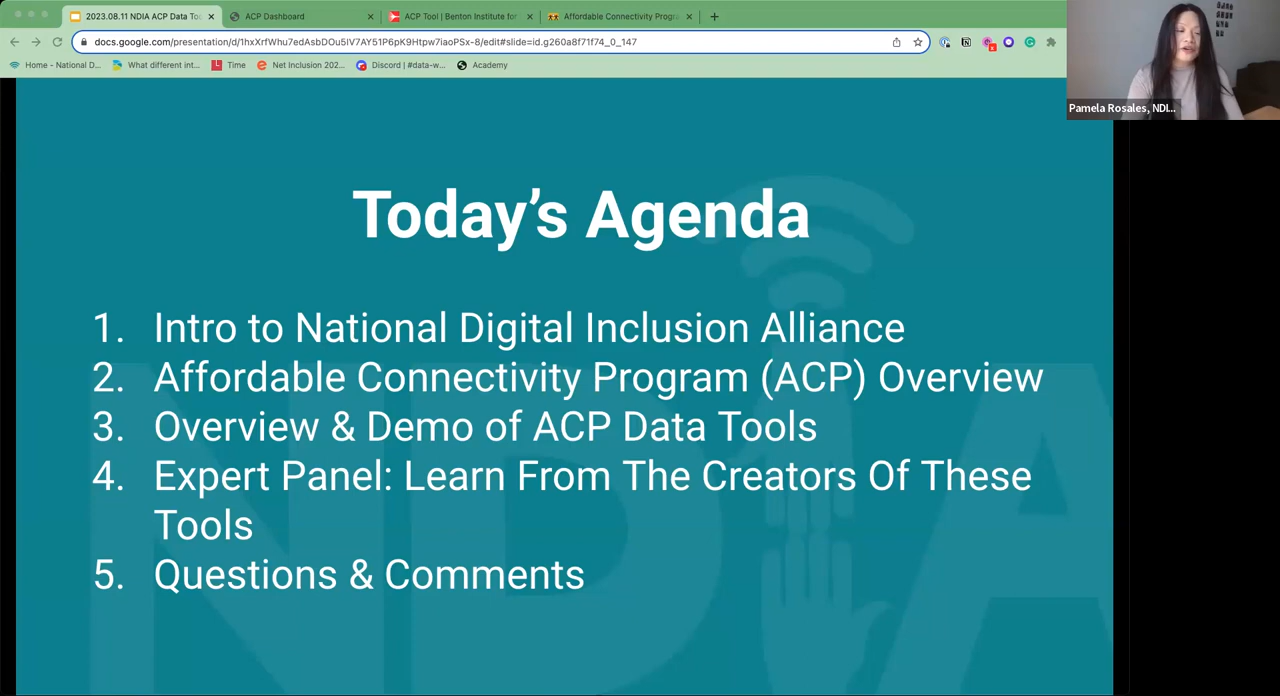 2023.08.11 NDIA ACP Data Too
ACP Dashboard
ACP Tool | Benton Institute for
Affordable Connectivity Progra
docs.google.com/presentation/d/1hxXrfWhu7edAsbDOu5IV7AY51P6pK9Htpw7iaoPSx-8/edit#slide=id.g260a8f71f74_0_147
Home - National D... What different int... Time Net Inclusion 202... Discord | #data-w... Academy
Pamela Rosales, NDI...
Today's Agenda
1. Intro to National Digital Inclusion Alliance
2. Affordable Connectivity Program (ACP) Overview
3. Overview & Demo of ACP Data Tools
4. Expert Panel: Learn From The Creators Of These
Tools
5. Questions & Comments
NDIA